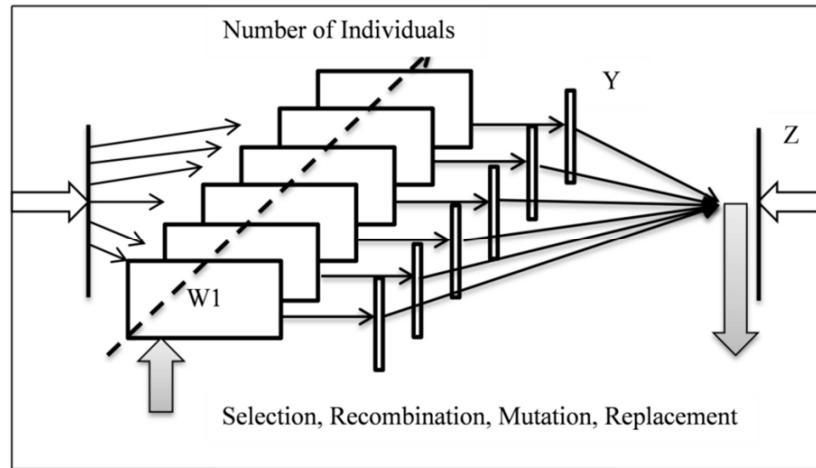 Number of Individuals
Y
Z
W1
Selection, Recombination, Mutation, Replacement